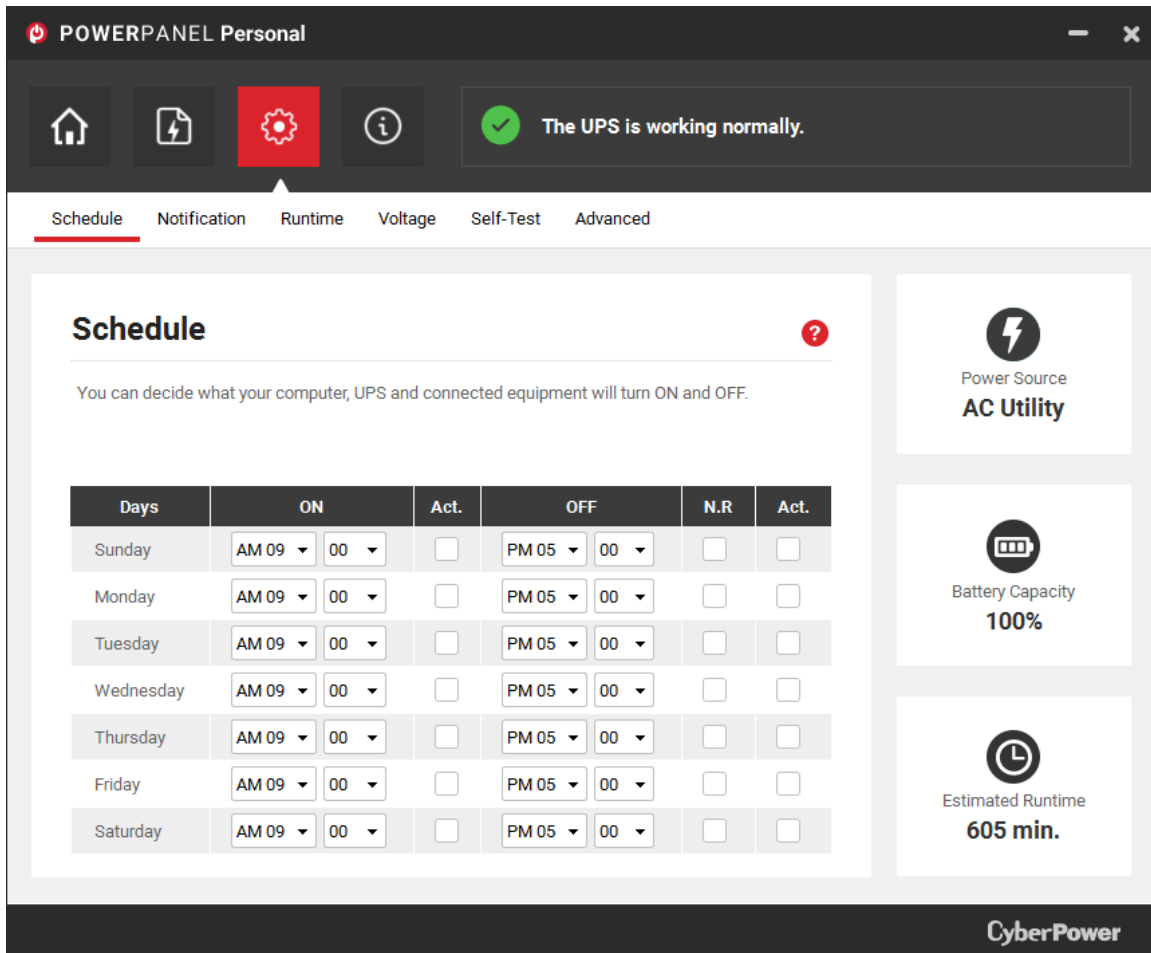 POWERPANEL Personal
The UPS is working normally.
Schedule Notification Runtime Voltage Self-Test Advanced
Schedule
?
You can decide what your computer, UPS and connected equipment will turn ON and OFF.
Days ON Act. OFF N.R Act.
Sunday AM 09 00 PM 05 00
Monday AM 09 00 PM 05 00
Tuesday AM 09 00 PM 05 00
Wednesday AM 09 00 PM 05 00
Thursday AM 09 00 PM 05 00
Friday AM 09 00 PM 05 00
Saturday AM 09 00 PM 05 00
Power Source
AC Utility
Battery Capacity
100%
Estimated Runtime
605 min.
CyberPower